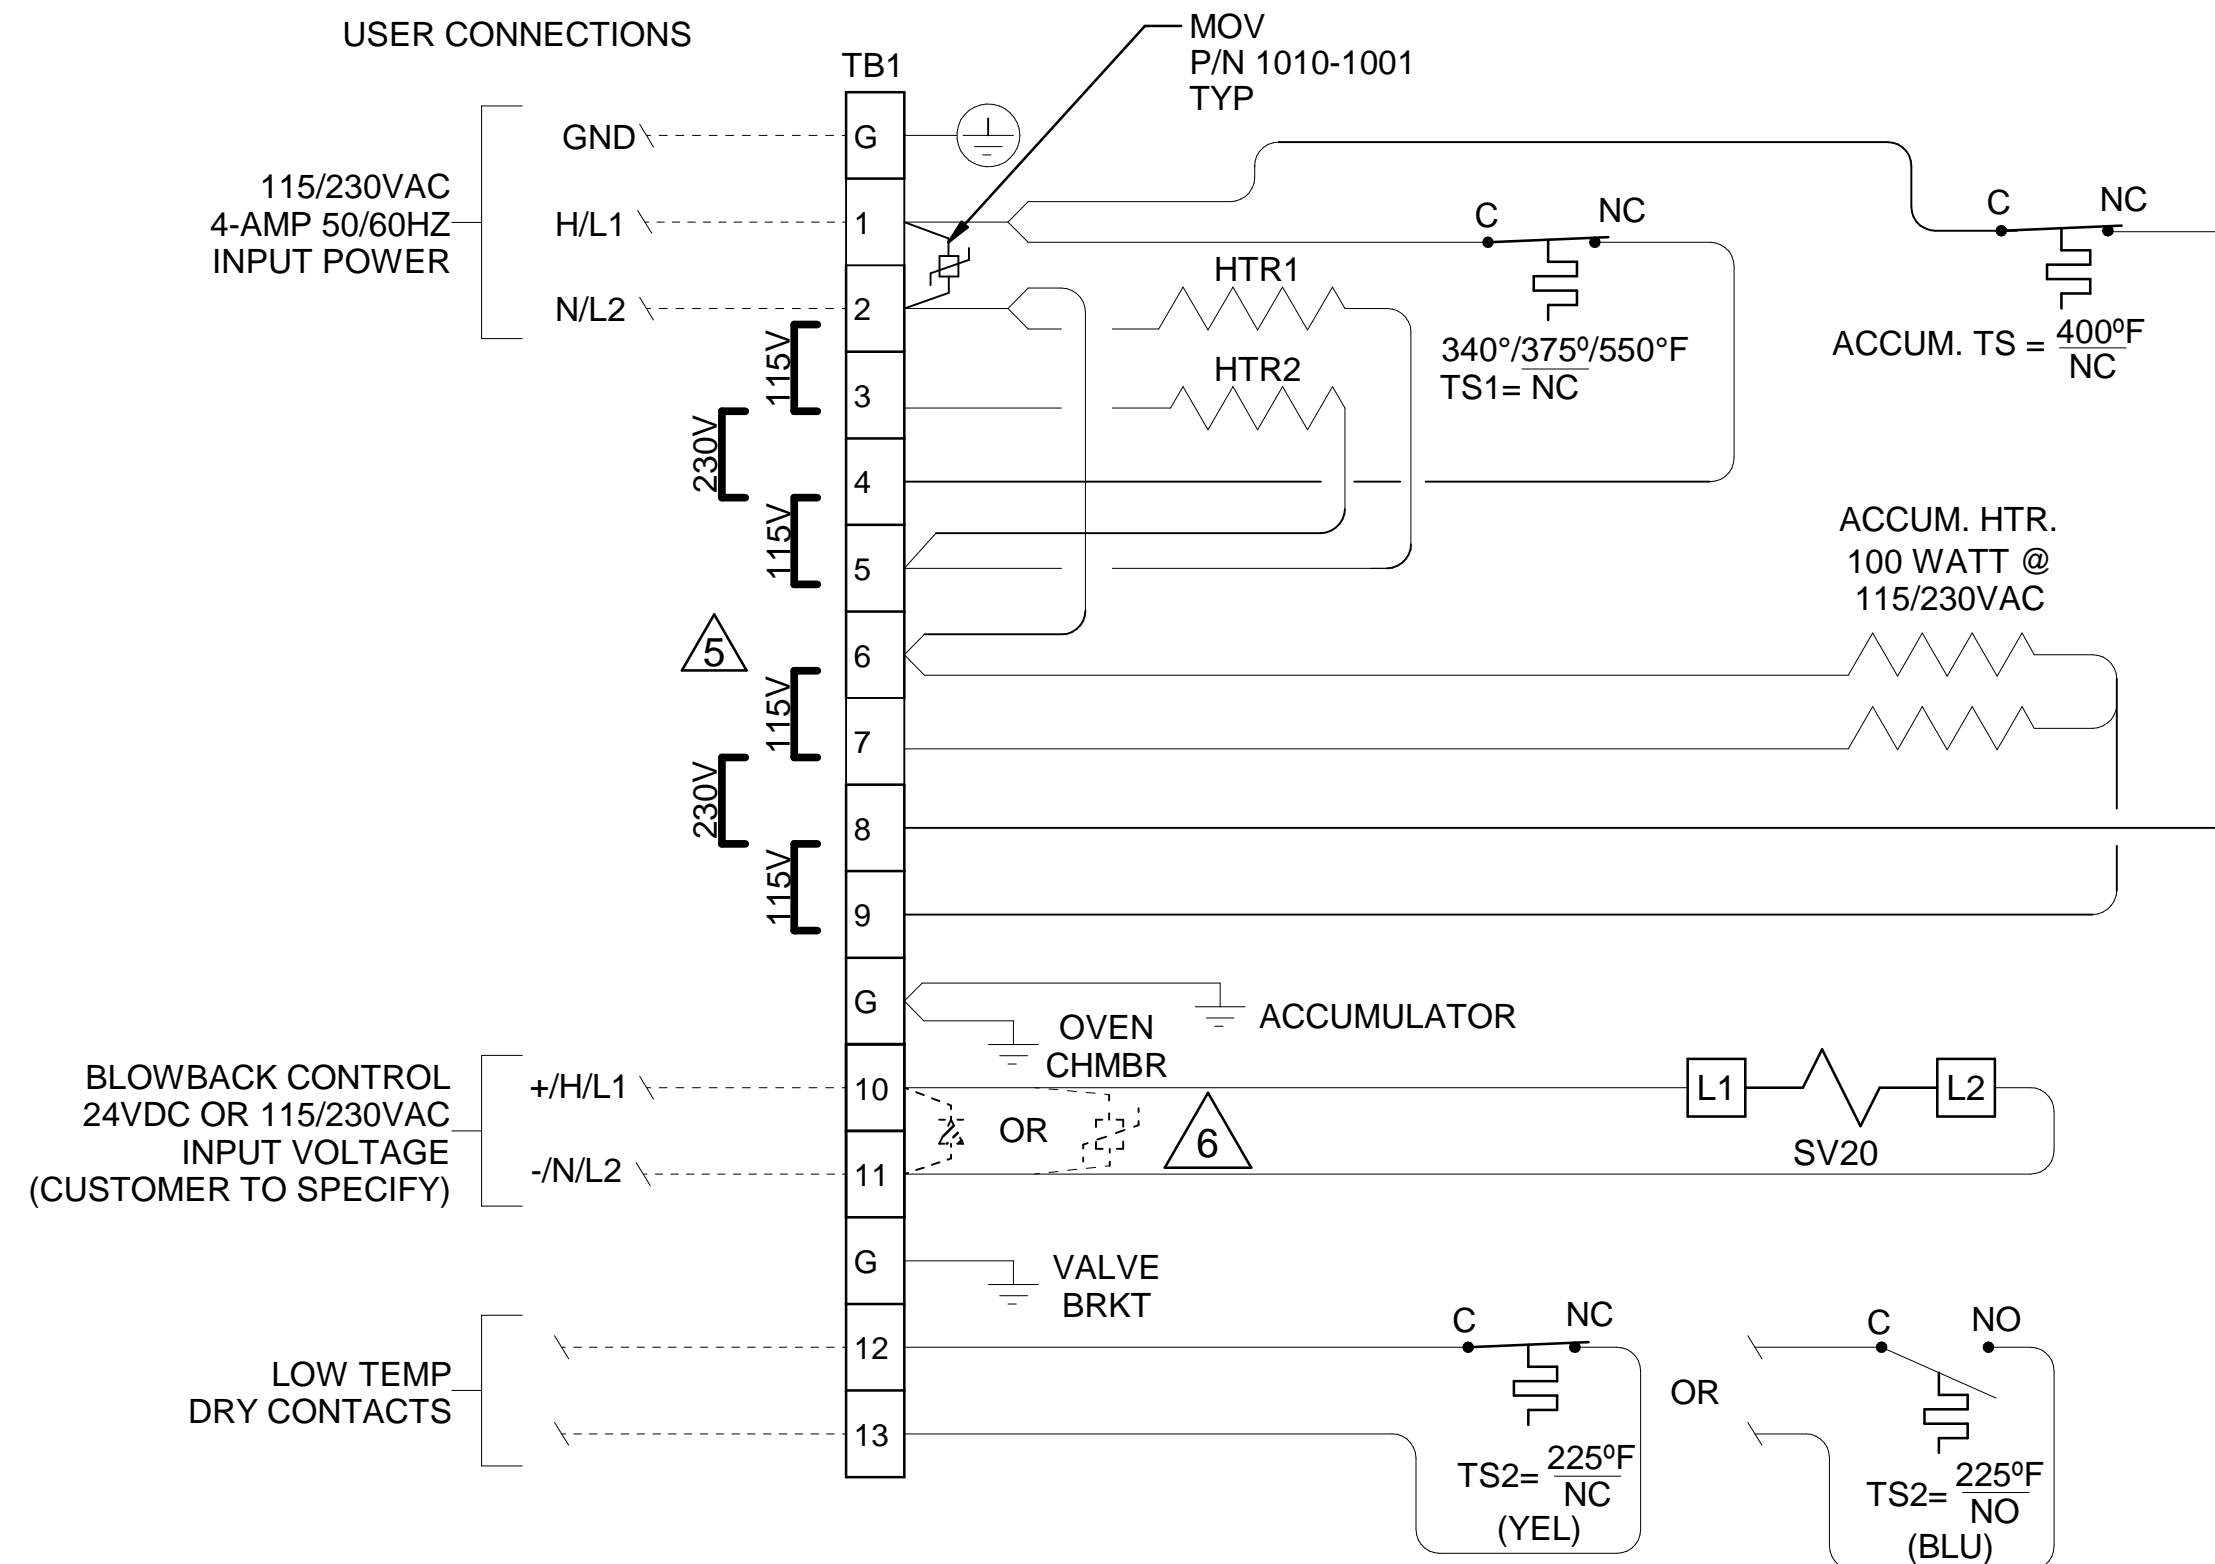 USER CONNECTIONS
MOV
P/N 1010-1001
TYP
TB1
GND
G
115/230VAC
4-AMP 50/60HZ
INPUT POWER
H/L1
1
N/L2
2
C
NC
C
NC
HTR1
HTR2
340°/375º/550°F
TS1= NC
ACCUM. TS = 400ºF
NC
115V
3
230V
4
115V
5
ACCUM. HTR.
100 WATT @
115/230VAC
5
6
115V
7
230V
8
115V
9
G
ACCUMULATOR
OVEN
CHMBR
BLOWBACK CONTROL
24VDC OR 115/230VAC
INPUT VOLTAGE
(CUSTOMER TO SPECIFY)
+/H/L1
10
-/N/L2
11
OR
6
L1
L2
SV20
G
VALVE
BRKT
LOW TEMP
DRY CONTACTS
12
13
C
NC
TS2= 225ºF
NC
(YEL)
OR
C
NO
TS2= 225ºF
NO
(BLU)